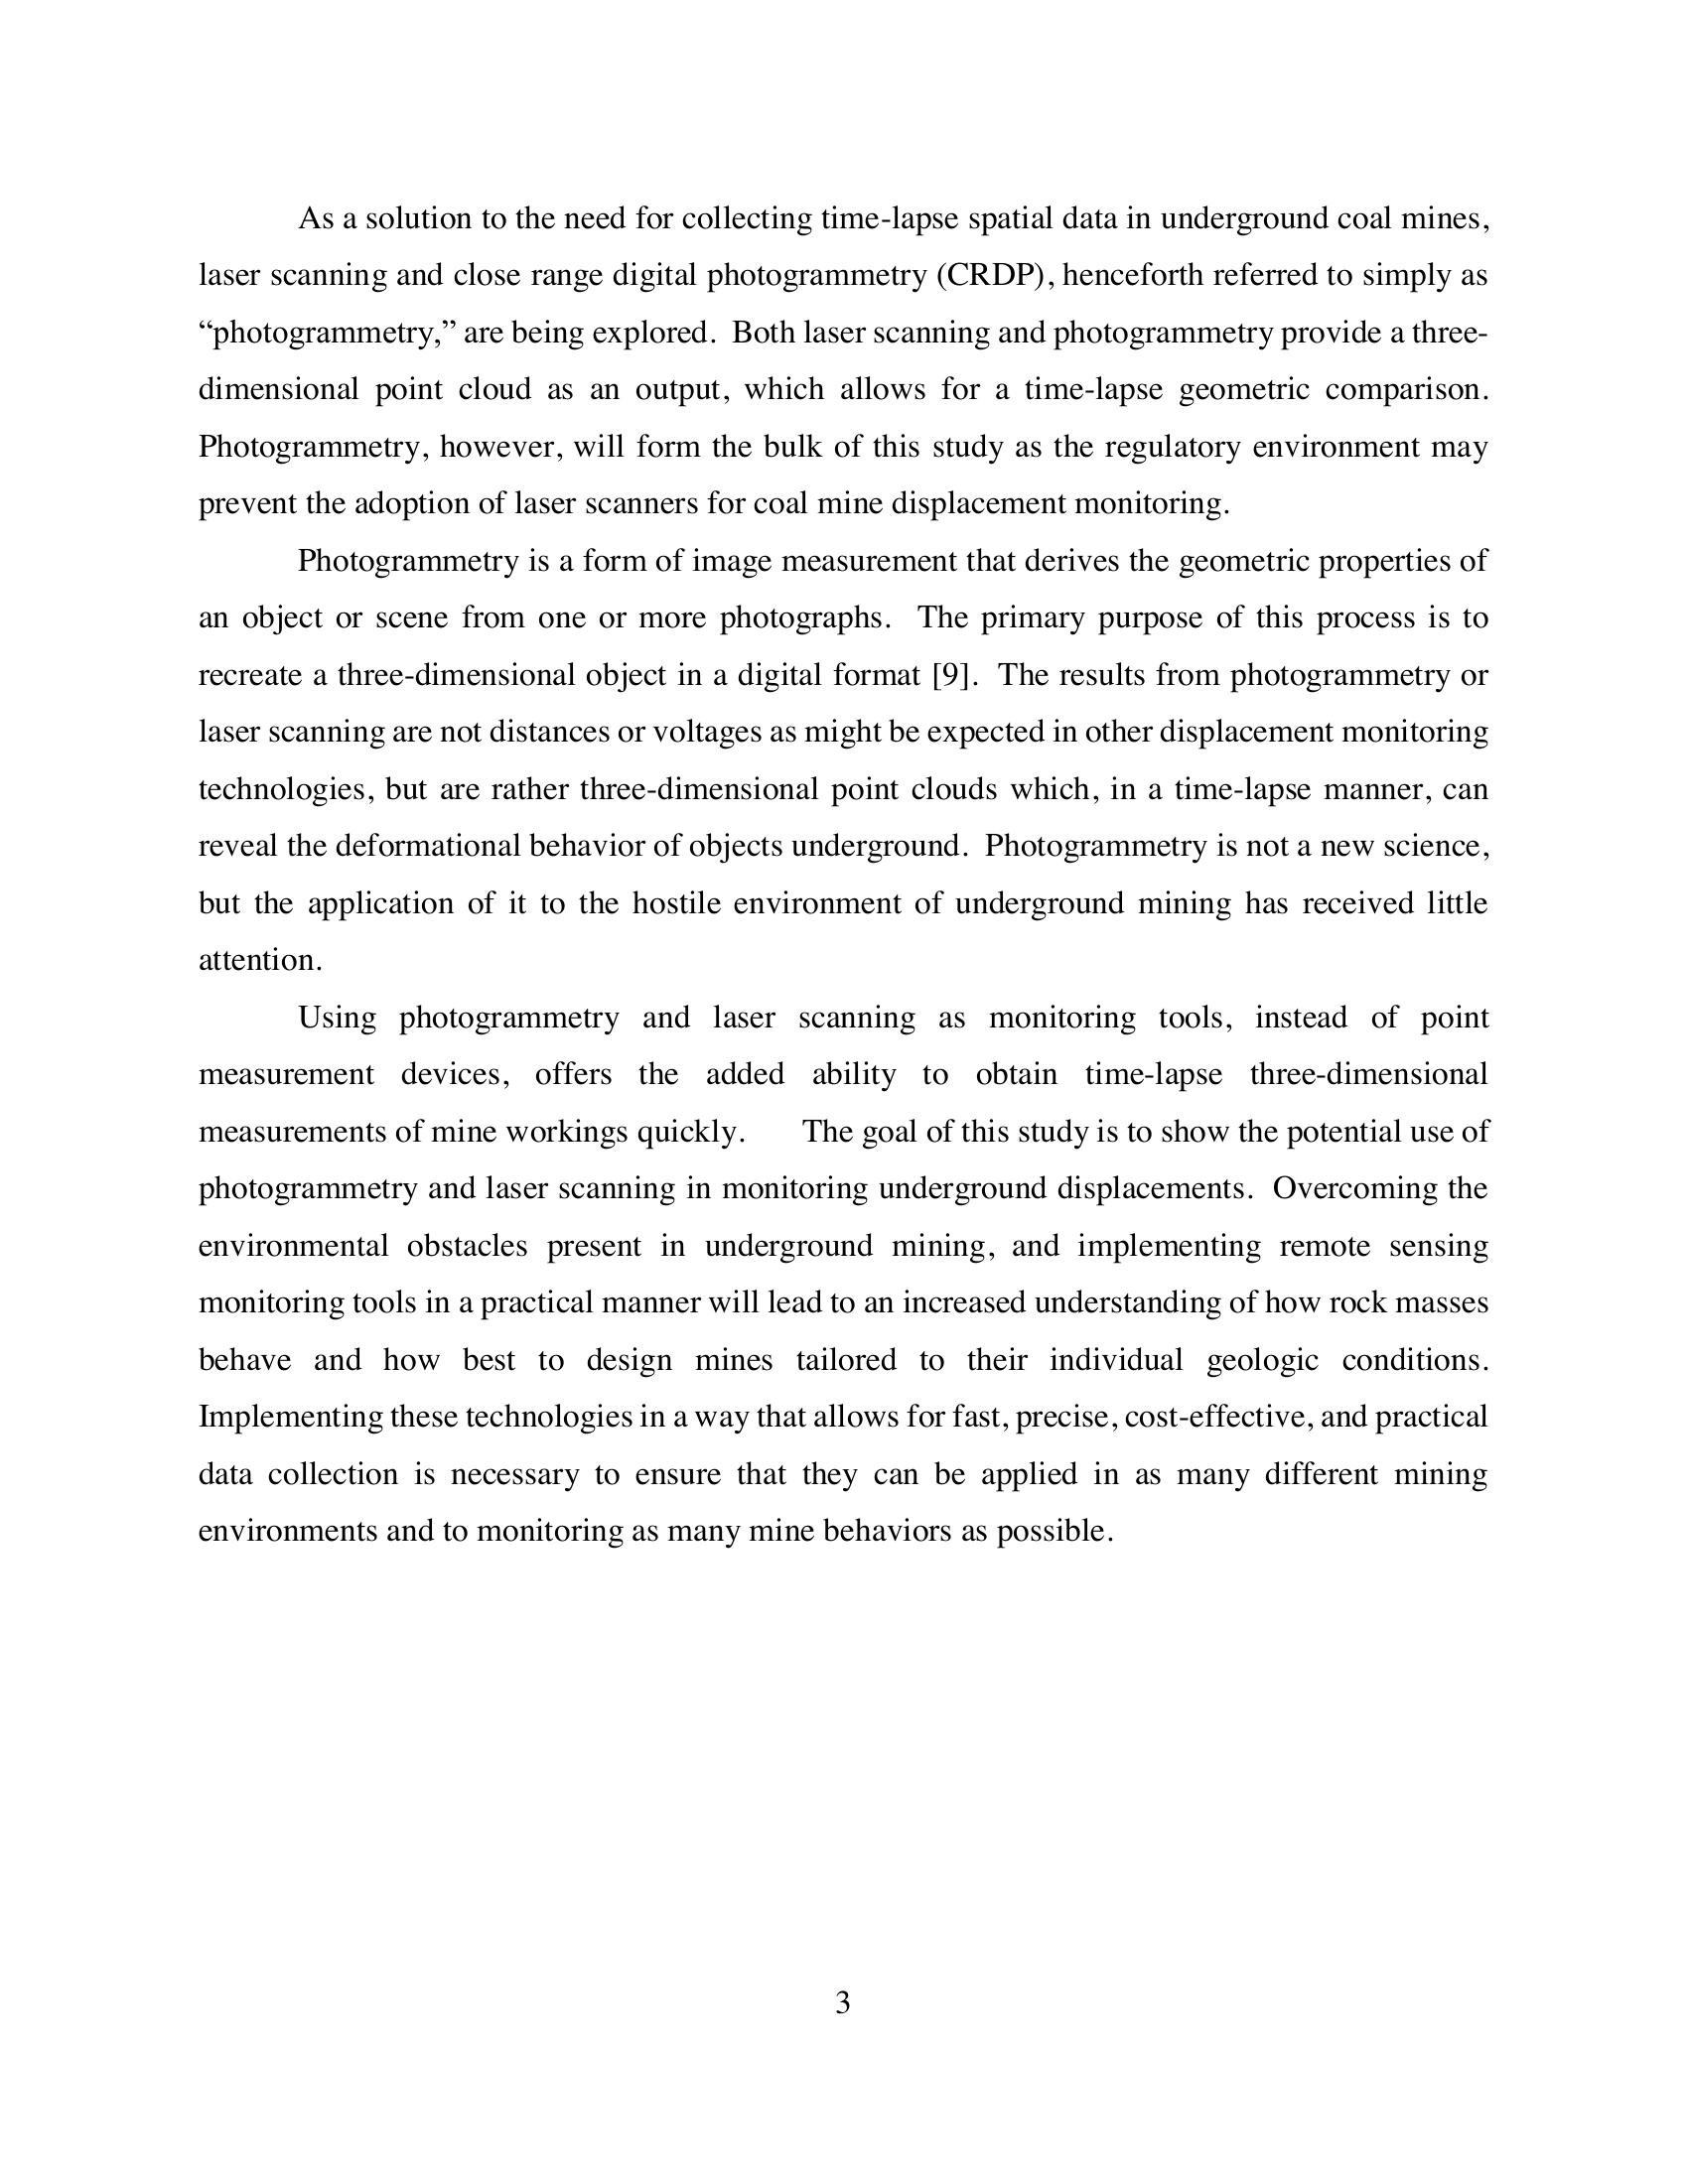 As a solution to the need for collecting time-lapse spatial data in underground coal mines,
laser scanning and close range digital photogrammetry (CRDP), henceforth referred to simply as
“photogrammetry,” are being explored.  Both laser scanning and photogrammetry provide a three-
dimensional point cloud as an output, which allows for a time-lapse geometric comparison.
Photogrammetry, however, will form the bulk of this study as the regulatory environment may
prevent the adoption of laser scanners for coal mine displacement monitoring.
Photogrammetry is a form of image measurement that derives the geometric properties of
an object or scene from one or more photographs.  The primary purpose of this process is to
recreate a three-dimensional object in a digital format [9].  The results from photogrammetry or
laser scanning are not distances or voltages as might be expected in other displacement monitoring
technologies, but are rather three-dimensional point clouds which, in a time-lapse manner, can
reveal the deformational behavior of objects underground.  Photogrammetry is not a new science,
but the application of it to the hostile environment of underground mining has received little
attention.
Using photogrammetry and laser scanning as monitoring tools, instead of point
measurement devices, offers the added ability to obtain time-lapse three-dimensional
measurements of mine workings quickly.    The goal of this study is to show the potential use of
photogrammetry and laser scanning in monitoring underground displacements.  Overcoming the
environmental obstacles present in underground mining, and implementing remote sensing
monitoring tools in a practical manner will lead to an increased understanding of how rock masses
behave and how best to design mines tailored to their individual geologic conditions.
Implementing these technologies in a way that allows for fast, precise, cost-effective, and practical
data collection is necessary to ensure that they can be applied in as many different mining
environments and to monitoring as many mine behaviors as possible.
3